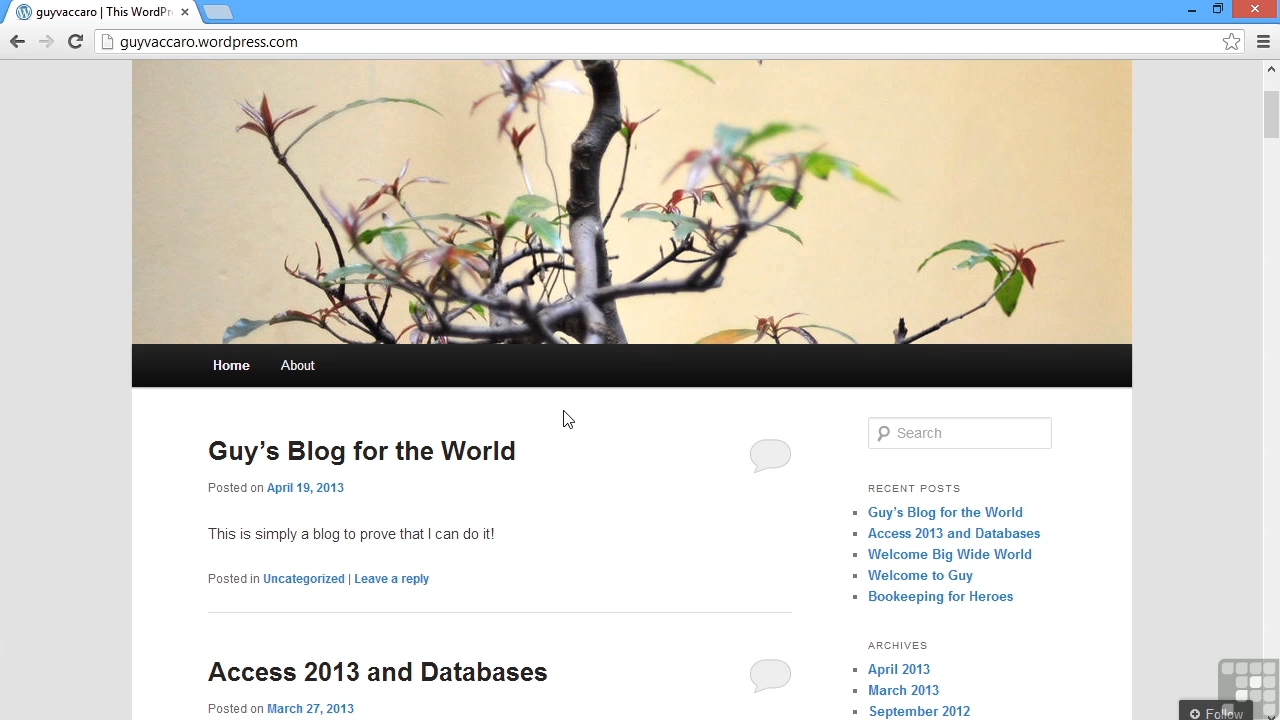 guyvaccaro | This WordPr
guyvaccaro.wordpress.com
Home About
Guy’s Blog for the World
Posted on April 19, 2013
This is simply a blog to prove that I can do it!
Posted in Uncategorized | Leave a reply
Access 2013 and Databases
Posted on March 27, 2013
Search
RECENT POSTS
Guy’s Blog for the World
Access 2013 and Databases
Welcome Big Wide World
Welcome to Guy
Bookeeping for Heroes
ARCHIVES
April 2013
March 2013
September 2012
Follow